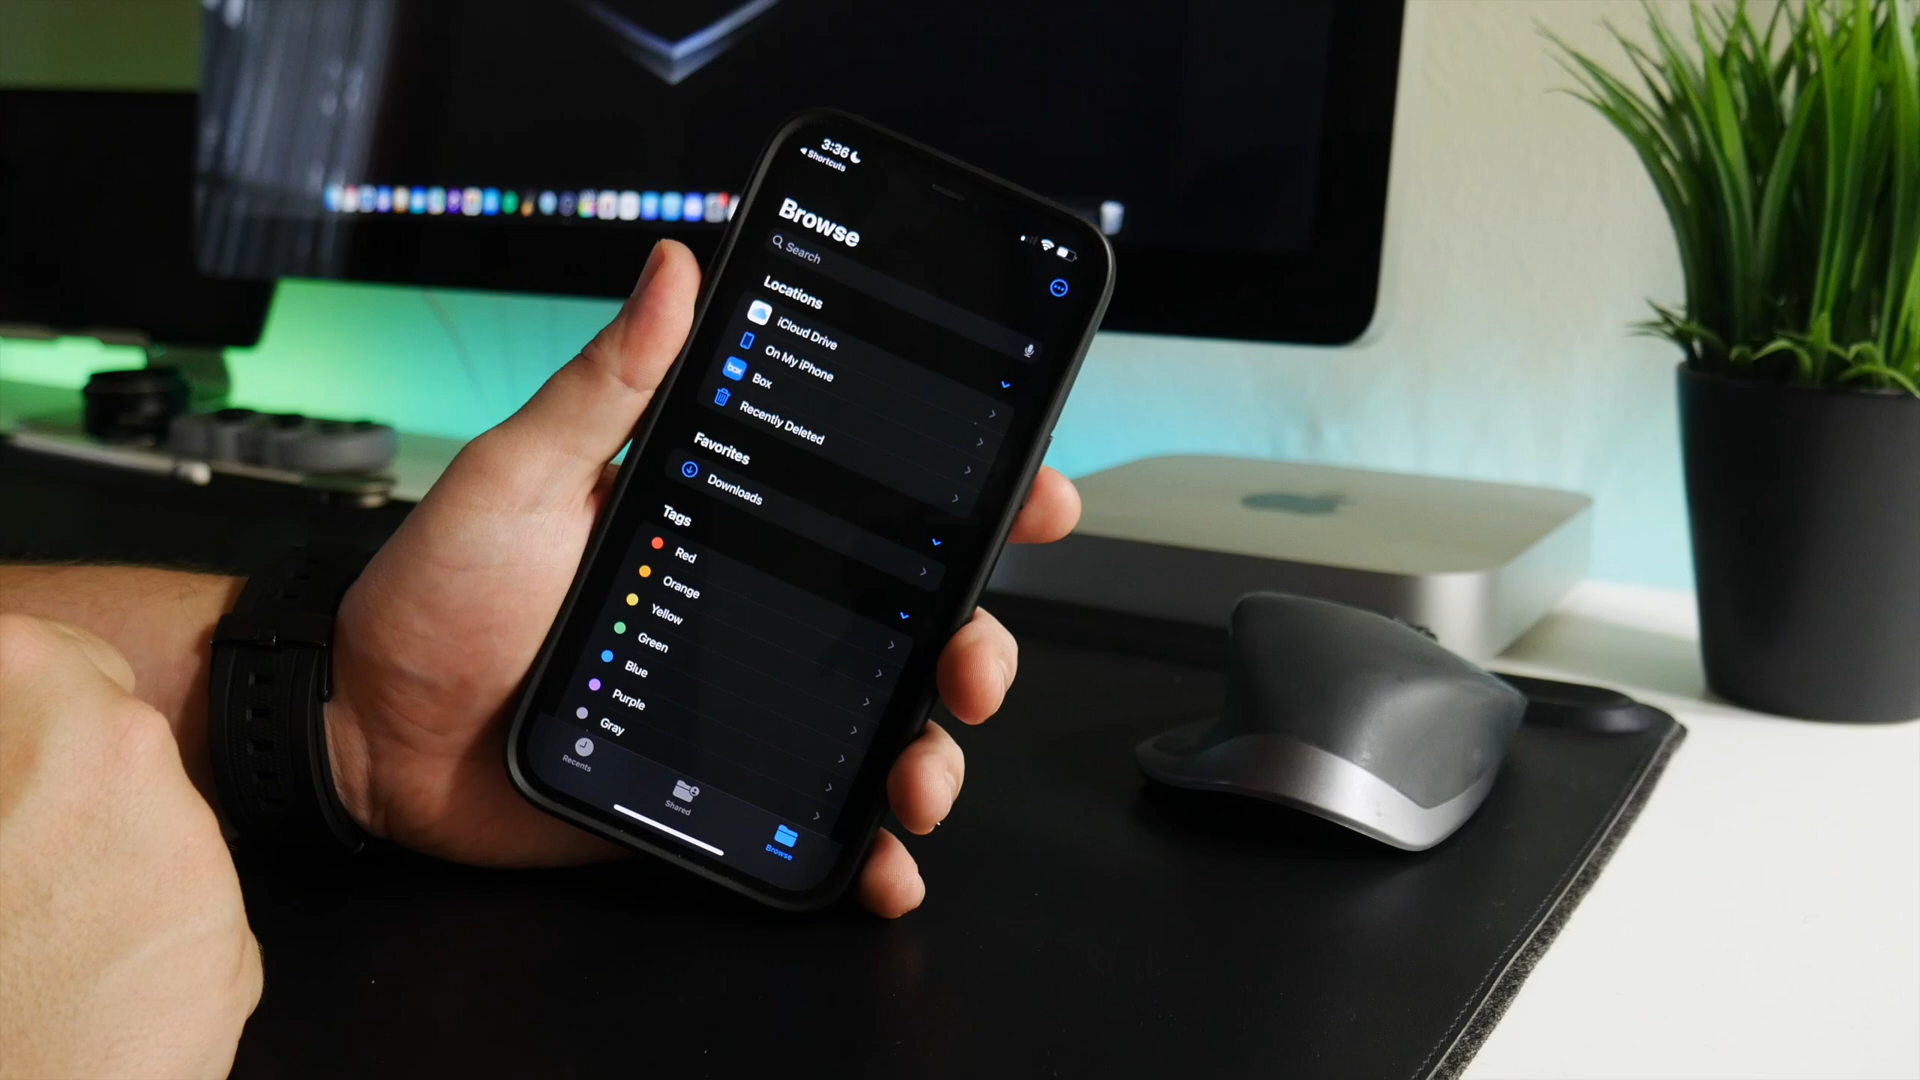 3:36
Shortcuts
Browse
Search
Locations
iCloud Drive
On My iPhone
box
Box
Recently Deleted
Favorites
Downloads
Tags
Red
Orange
Yellow
Green
Blue
Purple
Gray
Recents
Shared
Browse